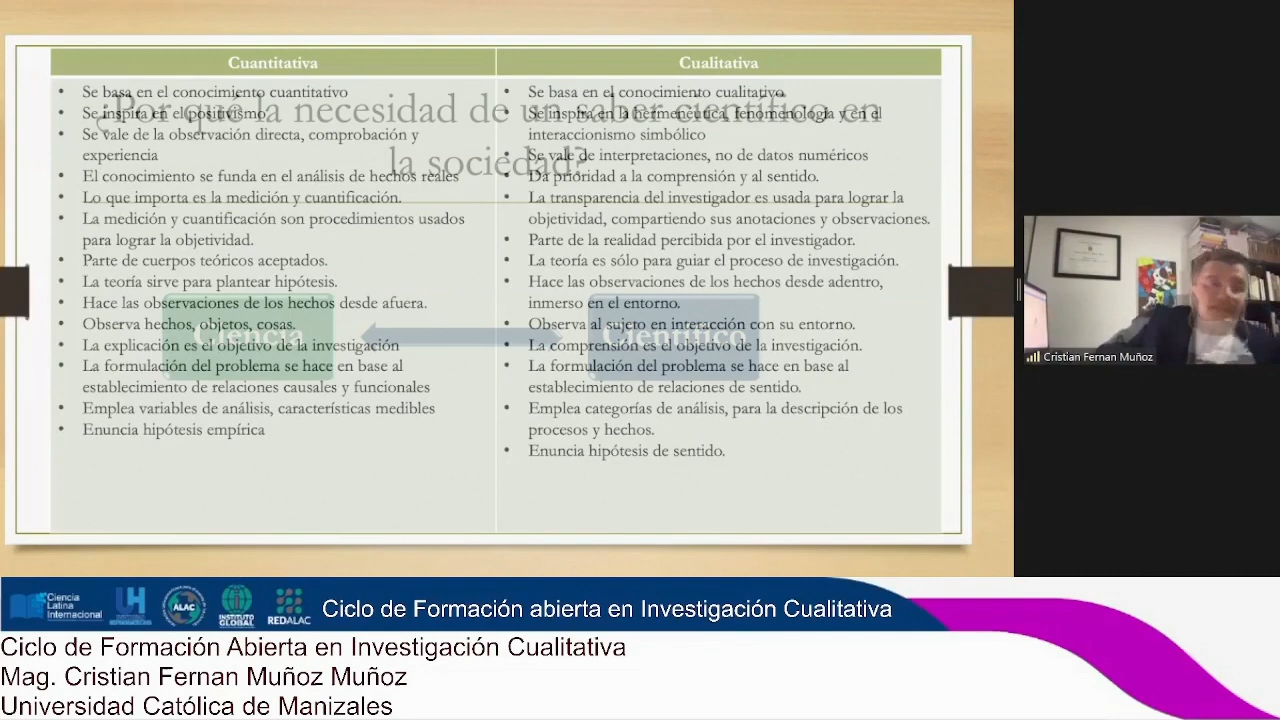 Cuantitativa
Cualitativa
• Se basa en el conocimiento cuantitativo
• Se inspira en el positivismo
• Se vale de la observación directa, comprobación y
experiencia
• El conocimiento se funda en el análisis de hechos reales
• Lo que importa es la medición y cuantificación.
• La medición y cuantificación son procedimientos usados
para lograr la objetividad.
• Parte de cuerpos teóricos aceptados.
• La teoría sirve para plantear hipótesis.
• Hace las observaciones de los hechos desde afuera.
• Observa hechos, objetos, cosas.
• La explicación es el objetivo de la investigación
• La formulación del problema se hace en base al
establecimiento de relaciones causales y funcionales
• Emplea variables de análisis, características medibles
• Enuncia hipótesis empírica
• Se basa en el conocimiento cualitativo
• Se inspira en la hermenéutica, fenomenología y en el
interaccionismo simbólico
• Se vale de interpretaciones, no de datos numéricos
• Da prioridad a la comprensión y al sentido.
• La transparencia del investigador es usada para lograr la
objetividad, compartiendo sus anotaciones y observaciones.
• Parte de la realidad percibida por el investigador.
• La teoría es sólo para guiar el proceso de investigación.
• Hace las observaciones de los hechos desde adentro,
inmerso en el entorno.
• Observa al sujeto en interacción con su entorno.
• La comprensión es el objetivo de la investigación.
• La formulación del problema se hace en base al
establecimiento de relaciones de sentido.
• Emplea categorías de análisis, para la descripción de los
procesos y hechos.
• Enuncia hipótesis de sentido.
¿Por qué la necesidad de un saber científico en
la sociedad?
Ciencia
Científico
Cristian Fernan Muñoz
Ciencia
Latina
Internacional
UH
ALAC
INSTITUTO
GLOBAL
REDALAC
Ciclo de Formación abierta en Investigación Cualitativa
Ciclo de Formación Abierta en Investigación Cualitativa
Mag. Cristian Fernan Muñoz Muñoz
Universidad Católica de Manizales